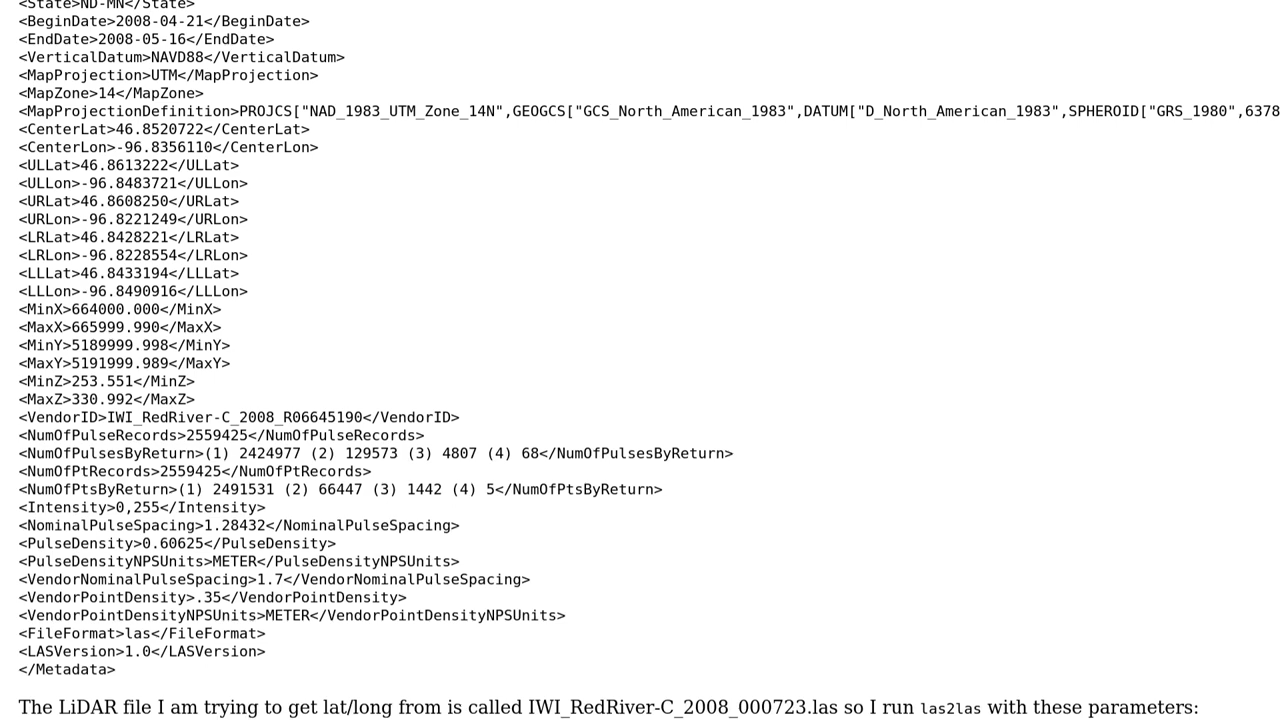 <State>ND-MN</State>
<BeginDate>2008-04-21</BeginDate>
<EndDate>2008-05-16</EndDate>
<VerticalDatum>NAVD88</VerticalDatum>
<MapProjection>UTM</MapProjection>
<MapZone>14</MapZone>
<MapProjectionDefinition>PROJCS["NAD_1983_UTM_Zone_14N",GEOGCS["GCS_North_American_1983",DATUM["D_North_American_1983",SPHEROID["GRS_1980",6378
<CenterLat>46.8520722</CenterLat>
<CenterLon>-96.8356110</CenterLon>
<ULLat>46.8613222</ULLat>
<ULLon>-96.8483721</ULLon>
<URLat>46.8608250</URLat>
<URLon>-96.8221249</URLon>
<LRLat>46.8428221</LRLat>
<LRLon>-96.8228554</LRLon>
<LLLat>46.8433194</LLLat>
<LLLon>-96.8490916</LLLon>
<MinX>664000.000</MinX>
<MaxX>665999.990</MaxX>
<MinY>5189999.998</MinY>
<MaxY>5191999.989</MaxY>
<MinZ>253.551</MinZ>
<MaxZ>330.992</MaxZ>
<VendorID>IWI_RedRiver-C_2008_R06645190</VendorID>
<NumOfPulseRecords>2559425</NumOfPulseRecords>
<NumOfPulsesByReturn>(1) 2424977 (2) 129573 (3) 4807 (4) 68</NumOfPulsesByReturn>
<NumOfPtRecords>2559425</NumOfPtRecords>
<NumOfPtsByReturn>(1) 2491531 (2) 66447 (3) 1442 (4) 5</NumOfPtsByReturn>
<Intensity>0,255</Intensity>
<NominalPulseSpacing>1.28432</NominalPulseSpacing>
<PulseDensity>0.60625</PulseDensity>
<PulseDensityNPSUnits>METER</PulseDensityNPSUnits>
<VendorNominalPulseSpacing>1.7</VendorNominalPulseSpacing>
<VendorPointDensity>.35</VendorPointDensity>
<VendorPointDensityNPSUnits>METER</VendorPointDensityNPSUnits>
<FileFormat>las</FileFormat>
<LASVersion>1.0</LASVersion>
</Metadata>
The LiDAR file I am trying to get lat/long from is called IWI_RedRiver-C_2008_000723.las so I run las2las with these parameters: